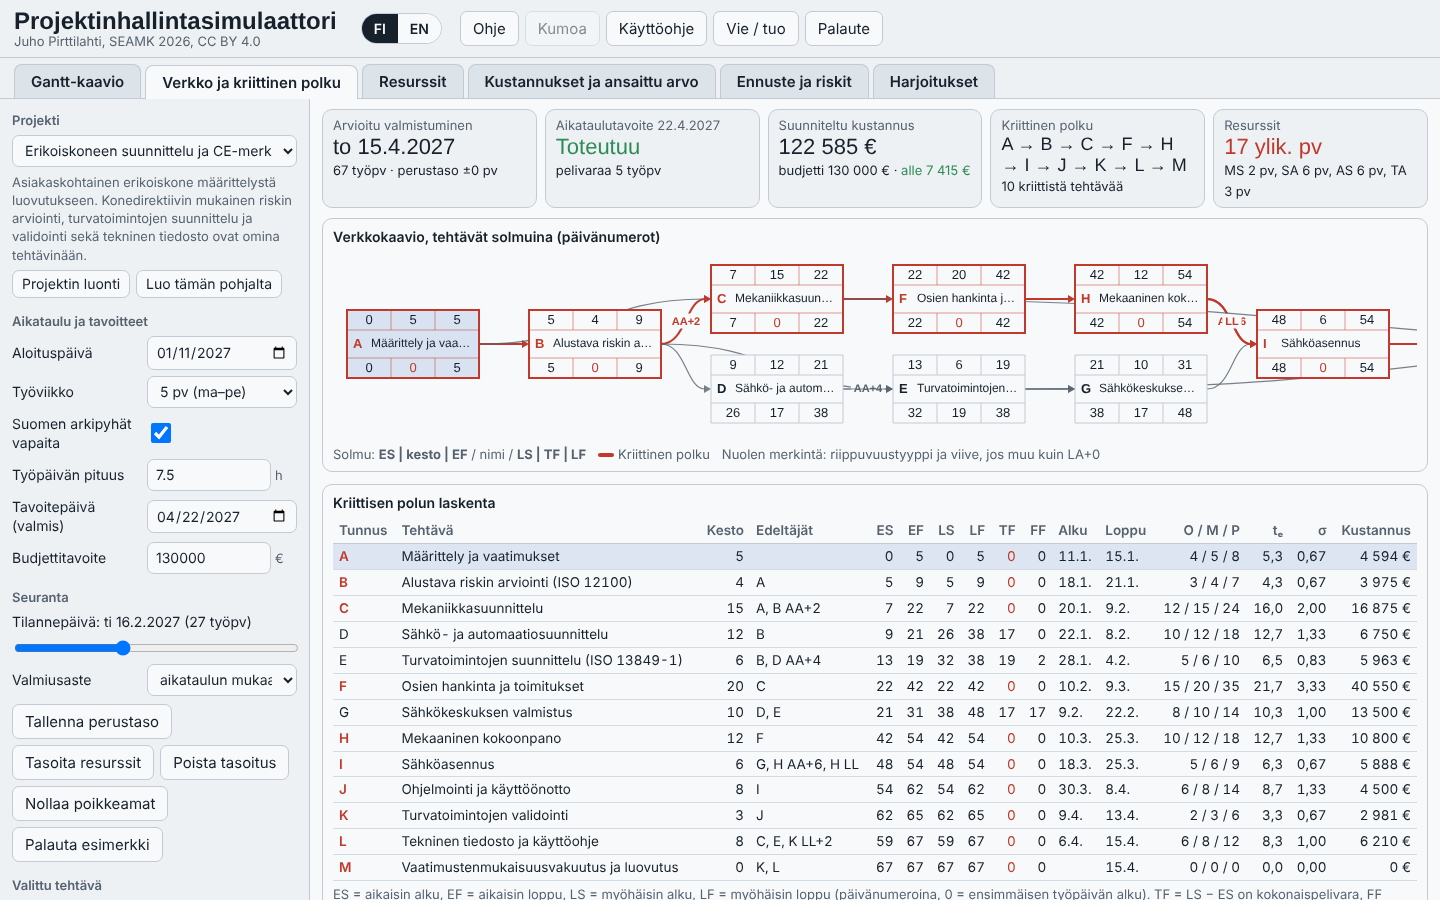 Projektinhallintasimulaattori
Juho Pirttilahti, SEAMK 2026, CC BY 4.0
FI EN Ohje Kumoa Käyttöohje Vie / tuo Palaute
Gantt-kaavio Verkko ja kriittinen polku Resurssit Kustannukset ja ansaittu arvo Ennuste ja riskit Harjoitukset
Projekti
Erikoiskoneen suunnittelu ja CE-merk
Asiakaskohtainen erikoiskone määrittelystä
luovutukseen. Konedirektiivin mukainen riskin
arviointi, turvatoimintojen suunnittelu ja
validointi sekä tekninen tiedosto ovat omina
tehtävinään.
Projektin luonti Luo tämän pohjalta
Aikataulu ja tavoitteet
Aloituspäivä 01/11/2027
Työviikko 5 pv (ma–pe)
Suomen arkipyhät
vapaita
Työpäivän pituus 7.5 h
Tavoitepäivä
(valmis) 04/22/2027
Budjettitavoite 130000 €
Seuranta
Tilannepäivä: ti 16.2.2027 (27 työpv)
Valmiusaste aikataulun mukaa
Tallenna perustaso
Tasoita resurssit Poista tasoitus
Nollaa poikkeamat
Palauta esimerkki
Valittu tehtävä
Arvioitu valmistuminen
to 15.4.2027
67 työpv · perustaso ±0 pv
Aikataulutavoite 22.4.2027
Toteutuu
pelivaraa 5 työpv
Suunniteltu kustannus
122 585 €
budjetti 130 000 € · alle 7 415 €
Kriittinen polku
A → B → C → F → H
→ I → J → K → L → M
10 kriittistä tehtävää
Resurssit
17 ylik. pv
MS 2 pv, SA 6 pv, AS 6 pv, TA
3 pv
Verkkokaavio, tehtävät solmuina (päivänumerot)
0 5 5
A Määrittely ja vaa…
0 0 5
5 4 9
B Alustava riskin a…
5 0 9
AA+2
7 15 22
C Mekaniikkasuun…
7 0 22
9 12 21
D Sähkö- ja autom…
26 17 38
AA+4
22 20 42
F Osien hankinta j…
22 0 42
13 6 19
E Turvatoimintojen…
32 19 38
42 12 54
H Mekaaninen kok…
42 0 54
21 10 31
G Sähkökeskukse…
38 17 48
48 6 54
I Sähköasennus
48 0 54
Solmu: ES | kesto | EF / nimi / LS | TF | LF Kriittinen polku Nuolen merkintä: riippuvuustyyppi ja viive, jos muu kuin LA+0
Kriittisen polun laskenta
Tunnus Tehtävä Kesto Edeltäjät ES EF LS LF TF FF Alku Loppu O / M / P tₑ σ Kustannus
A Määrittely ja vaatimukset 5 0 5 0 5 0 0 11.1. 15.1. 4 / 5 / 8 5,3 0,67 4 594 €
B Alustava riskin arviointi (ISO 12100) 4 A 5 9 5 9 0 0 18.1. 21.1. 3 / 4 / 7 4,3 0,67 3 975 €
C Mekaniikkasuunnittelu 15 A, B AA+2 7 22 7 22 0 0 20.1. 9.2. 12 / 15 / 24 16,0 2,00 16 875 €
D Sähkö- ja automaatiosuunnittelu 12 B 9 21 26 38 17 0 22.1. 8.2. 10 / 12 / 18 12,7 1,33 6 750 €
E Turvatoimintojen suunnittelu (ISO 13849-1) 6 B, D AA+4 13 19 32 38 19 2 28.1. 4.2. 5 / 6 / 10 6,5 0,83 5 963 €
F Osien hankinta ja toimitukset 20 C 22 42 22 42 0 0 10.2. 9.3. 15 / 20 / 35 21,7 3,33 40 550 €
G Sähkökeskuksen valmistus 10 D, E 21 31 38 48 17 17 9.2. 22.2. 8 / 10 / 14 10,3 1,00 13 500 €
H Mekaaninen kokoonpano 12 F 42 54 42 54 0 0 10.3. 25.3. 10 / 12 / 18 12,7 1,33 10 800 €
I Sähköasennus 6 G, H AA+6, H LL 48 54 48 54 0 0 18.3. 25.3. 5 / 6 / 9 6,3 0,67 5 888 €
J Ohjelmointi ja käyttöönotto 8 I 54 62 54 62 0 0 30.3. 8.4. 6 / 8 / 14 8,7 1,33 4 500 €
K Turvatoimintojen validointi 3 J 62 65 62 65 0 0 9.4. 13.4. 2 / 3 / 6 3,3 0,67 2 981 €
L Tekninen tiedosto ja käyttöohje 8 C, E, K LL+2 59 67 59 67 0 0 6.4. 15.4. 6 / 8 / 12 8,3 1,00 6 210 €
M Vaatimustenmukaisuusvakuutus ja luovutus 0 K, L 67 67 67 67 0 0 15.4. 0 / 0 / 0 0,0 0,00 0 €
ES = aikaisin alku, EF = aikaisin loppu, LS = myöhäisin alku, LF = myöhäisin loppu (päivänumeroina, 0 = ensimmäisen työpäivän alku). TF = LS − ES on kokonaispelivara, FF